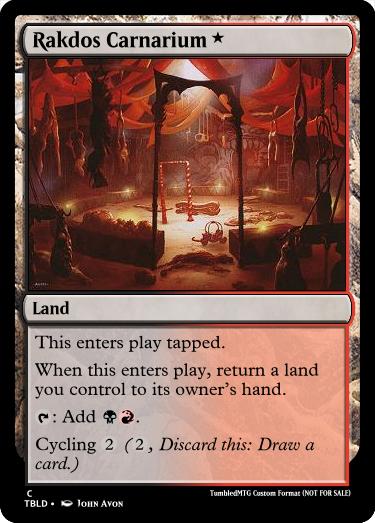 Rakdos Carnarium ★
Land
This enters play tapped.
When this enters play, return a land
you control to its owner's hand.
: Add .
Cycling 2 (2, Discard this: Draw a
card.)
C
TBLD • John Avon
TumbledMTG Custom Format (NOT FOR SALE)